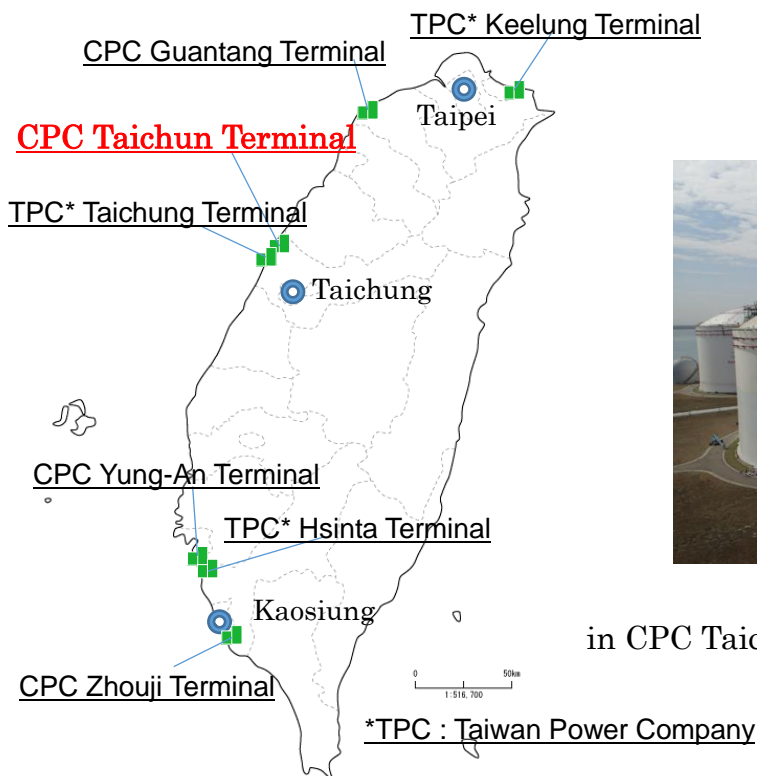 TPC* Keelung Terminal
CPC Guantang Terminal
Taipei
CPC Taichun Terminal
TPC* Taichung Terminal
Taichung
CPC Yung-An Terminal
TPC* Hsinta Terminal
Kaosiung
in CPC Taic
CPC Zhouji Terminal
0 50km
1:516,700
*TPC : Taiwan Power Company